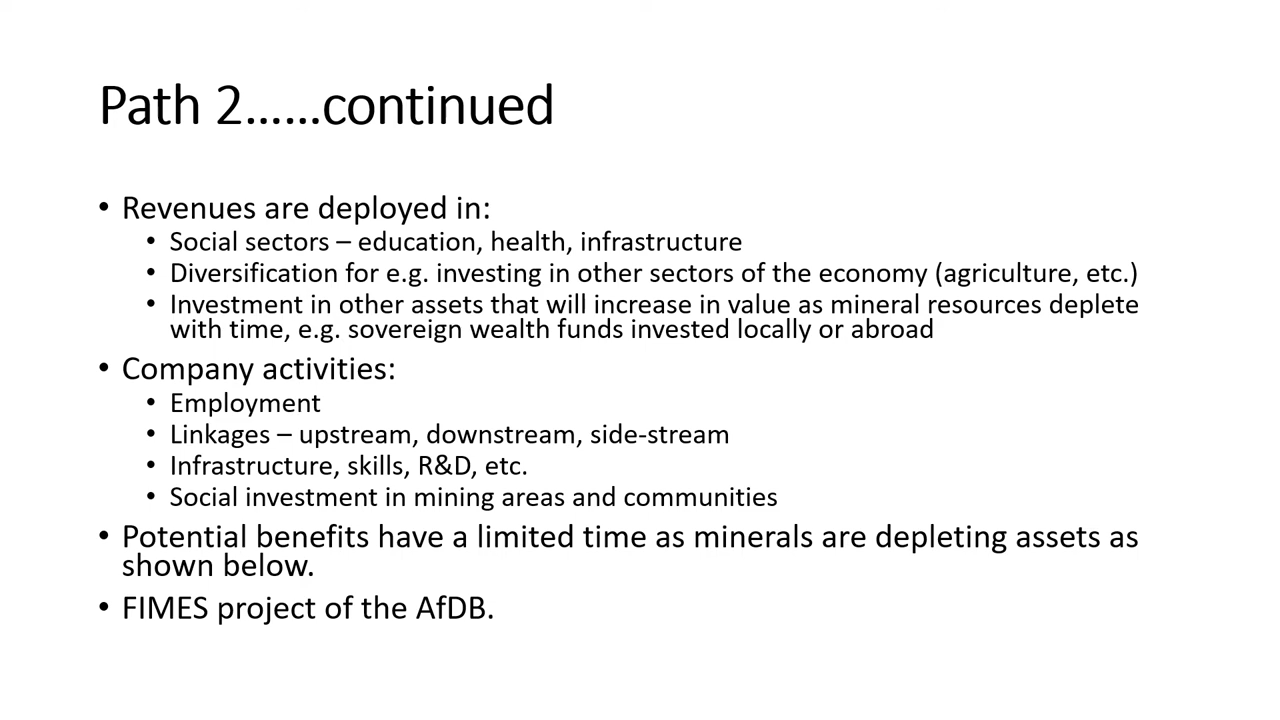 Path 2......continued
• Revenues are deployed in:
• Social sectors – education, health, infrastructure
• Diversification for e.g. investing in other sectors of the economy (agriculture, etc.)
• Investment in other assets that will increase in value as mineral resources deplete
with time, e.g. sovereign wealth funds invested locally or abroad
• Company activities:
• Employment
• Linkages – upstream, downstream, side-stream
• Infrastructure, skills, R&D, etc.
• Social investment in mining areas and communities
• Potential benefits have a limited time as minerals are depleting assets as
shown below.
• FIMES project of the AfDB.